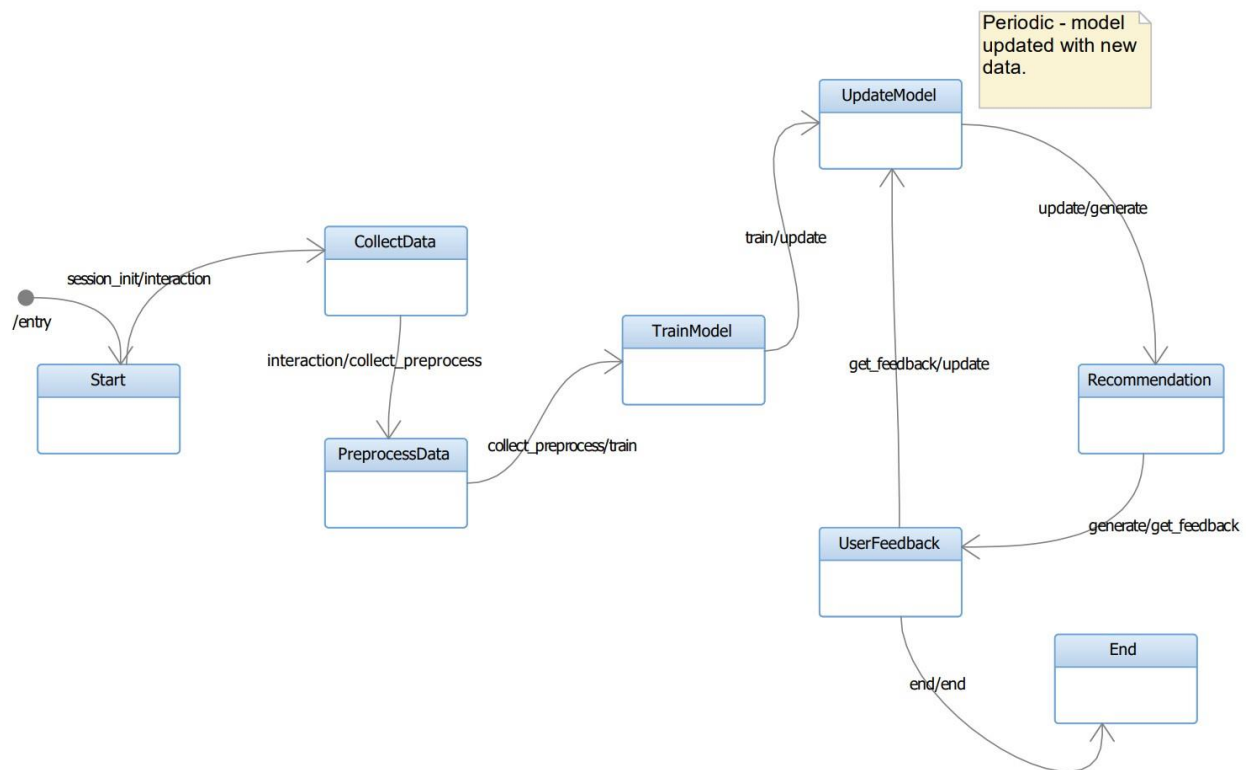 Periodic - model
updated with new
data.
UpdateModel
update/generate
CollectData
train/update
session_init/interaction
/entry
TrainModel
interaction/collect_preprocess
get_feedback/update
Start
Recommendation
collect_preprocess/train
PreprocessData
generate/get_feedback
UserFeedback
End
end/end